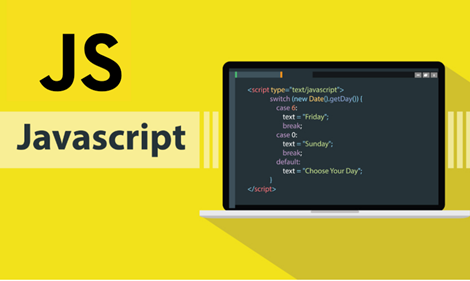 JS
Javascript
<script type="text/javascript">
switch (new Date().getDay()) {
case 6:
text = "Friday";
break;
case 0:
text = "Sunday";
break;
default:
text = "Choose Your Day";
}
</script>